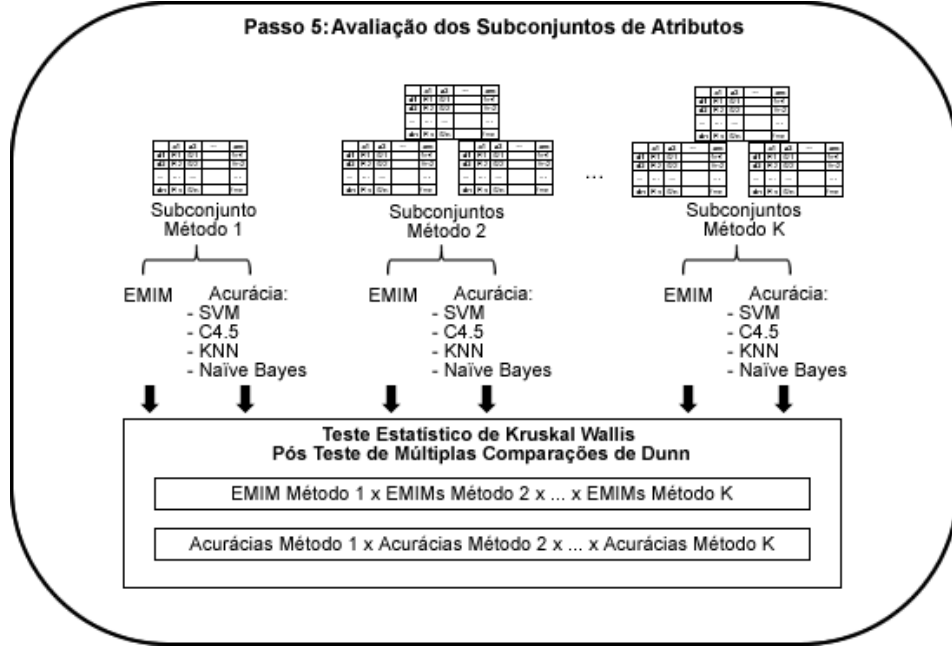 Passo 5: Avaliação dos Subconjuntos de Atributos
...
Subconjunto
Método 1
Subconjuntos
Método 2
Subconjuntos
Método K
EMIM
Acurácia:
- SVM
- C4.5
- KNN
- Naïve Bayes
EMIM
Acurácia:
- SVM
- C4.5
- KNN
- Naïve Bayes
EMIM
Acurácia:
- SVM
- C4.5
- KNN
- Naïve Bayes
Teste Estatístico de Kruskal Wallis
Pós Teste de Múltiplas Comparações de Dunn
EMIM Método 1 x EMIMs Método 2 x ... x EMIMs Método K
Acurácias Método 1 x Acurácias Método 2 x ... x Acurácias Método K